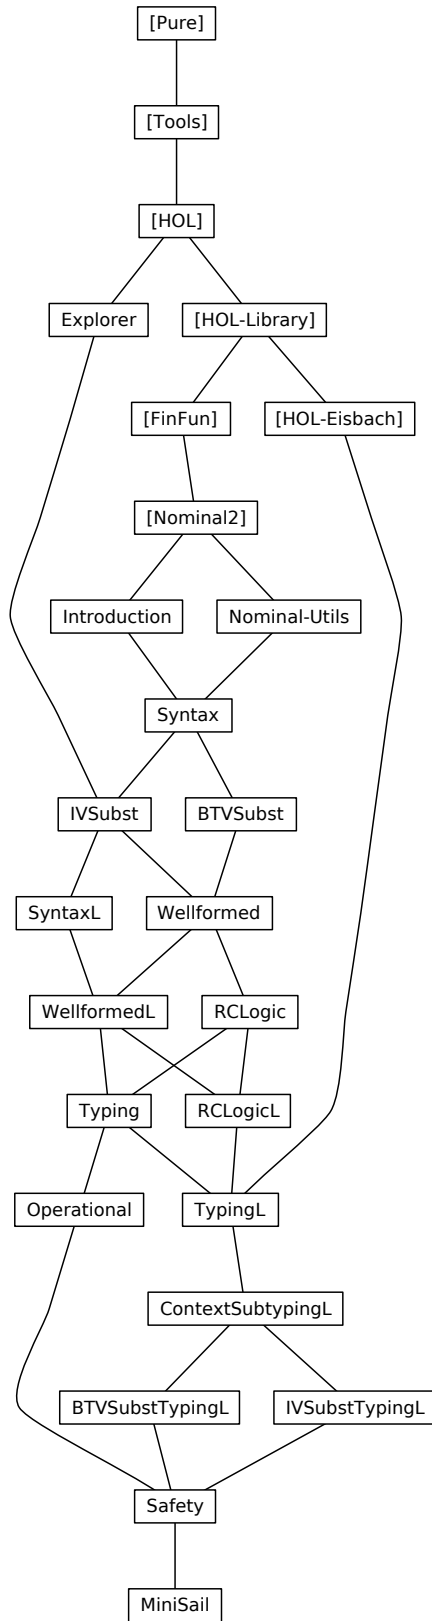 [Pure]
[Tools]
[HOL]
Explorer
[HOL-Library]
[FinFun]
[HOL-Eisbach]
[Nominal2]
Introduction
Nominal-Utils
Syntax
IVSubst
BTVSubst
SyntaxL
Wellformed
WellformedL
RCLogic
Typing
RCLogicL
Operational
TypingL
ContextSubtypingL
BTVSubstTypingL
IVSubstTypingL
Safety
MiniSail